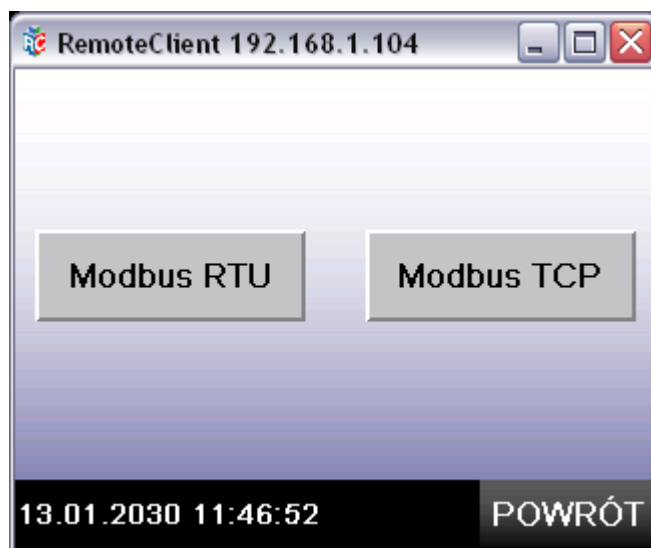 RemoteClient 192.168.1.104
Modbus RTU Modbus TCP
13.01.2030 11:46:52 POWRÓT